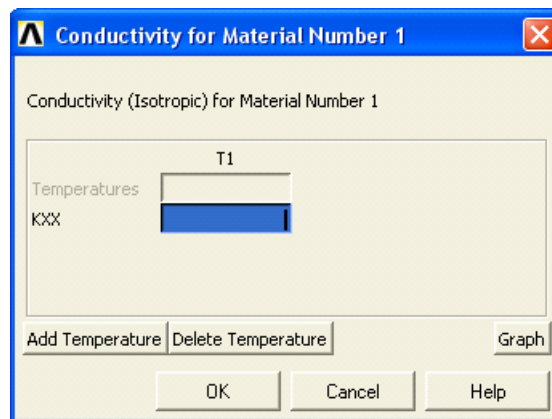 Conductivity for Material Number 1
Conductivity (Isotropic) for Material Number 1
T1
Temperatures
KXX
Add Temperature Delete Temperature Graph
OK Cancel Help